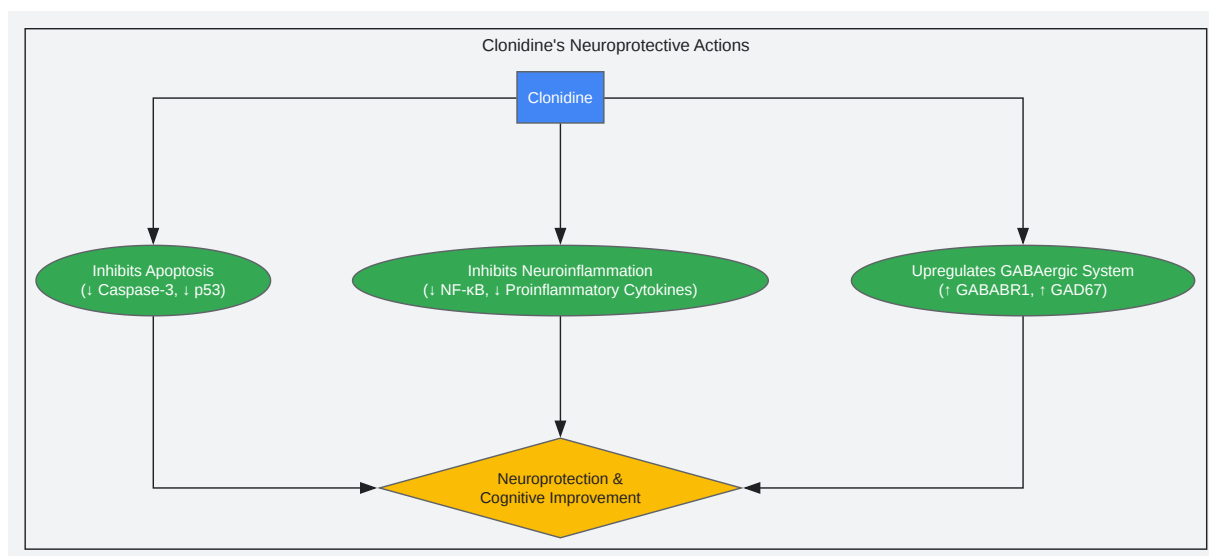 Clonidine's Neuroprotective Actions
Clonidine
Inhibits Apoptosis
(↓ Caspase-3, ↓ p53)
Inhibits Neuroinflammation
(↓ NF-κB, ↓ Proinflammatory Cytokines)
Upregulates GABAergic System
(↑ GABABR1, ↑ GAD67)
Neuroprotection &
Cognitive Improvement